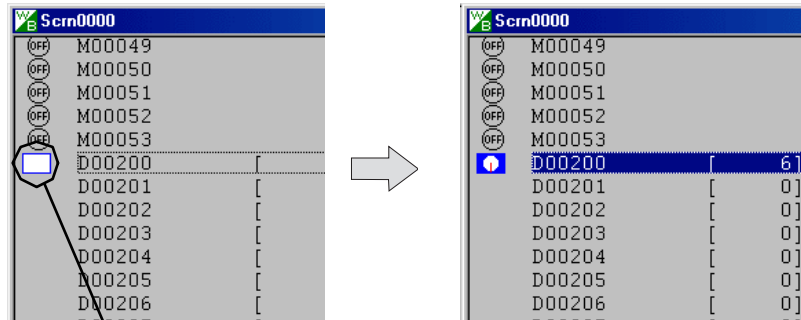 Scrn0000
OFF M00049
OFF M00050
OFF M00051
OFF M00052
OFF M00053
D00200 [
D00201 [
D00202 [
D00203 [
D00204 [
D00205 [
D00206 [
Scrn0000
OFF M00049
OFF M00050
OFF M00051
OFF M00052
OFF M00053
D00200 [ 6]
D00201 [ 0]
D00202 [ 0]
D00203 [ 0]
D00204 [ 0]
D00205 [ 0]
D00206 [ 0]